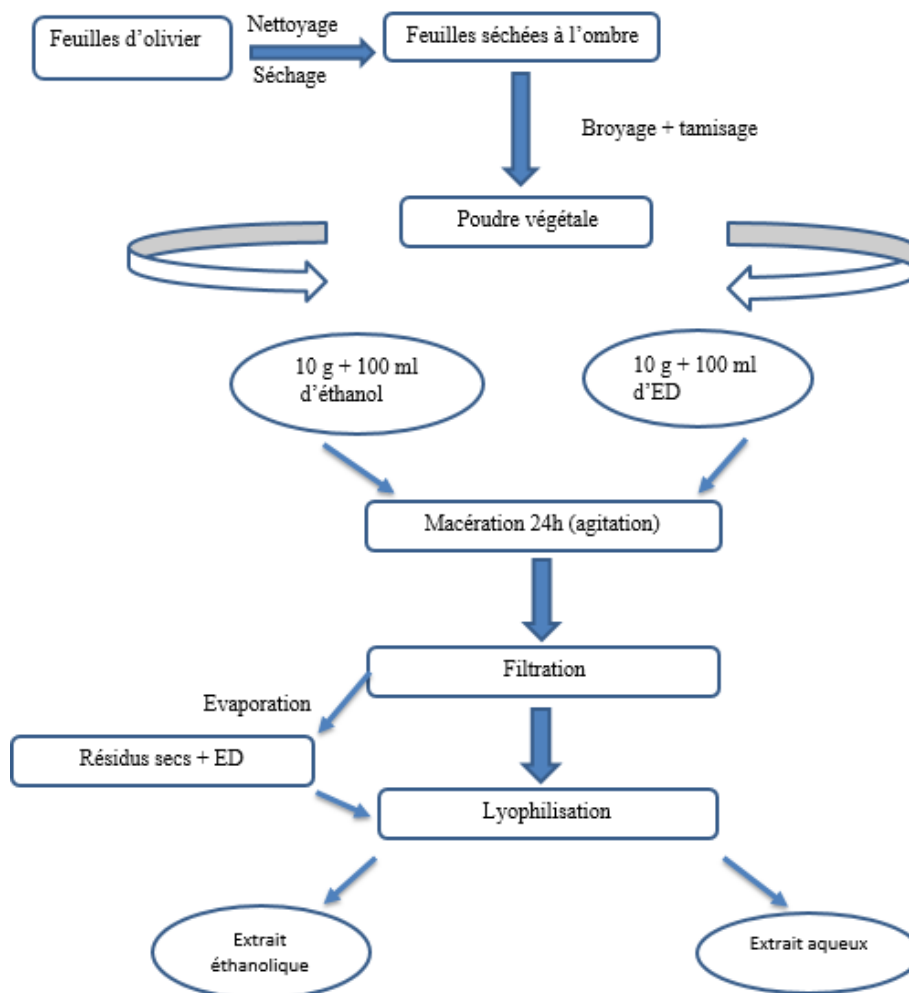 Feuilles d’olivier
Nettoyage
Séchage
Feuilles séchées à l’ombre
Broyage + tamisage
Poudre végétale
10 g + 100 ml
d’éthanol
10 g + 100 ml
d’ED
Macération 24h (agitation)
Filtration
Evaporation
Résidus secs + ED
Lyophilisation
Extrait
éthanolique
Extrait aqueux